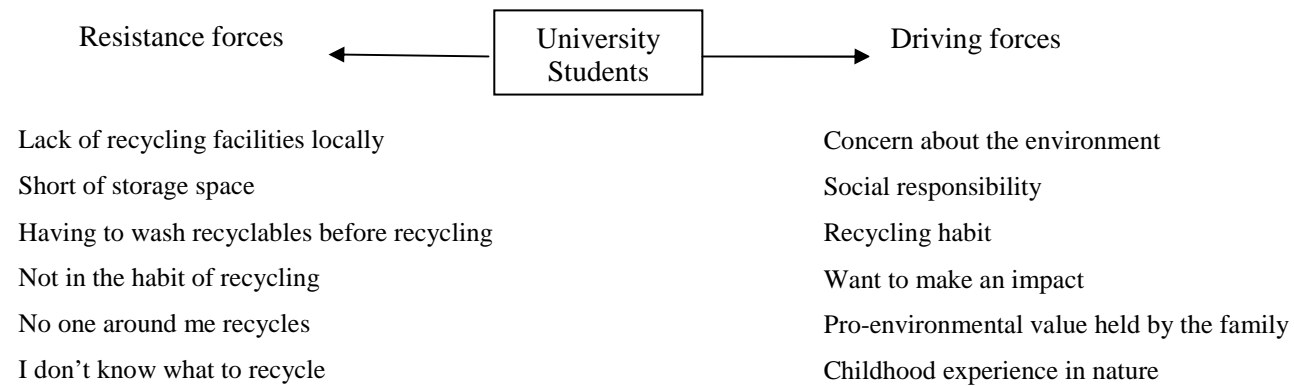 Resistance forces
University
Students
Driving forces
Lack of recycling facilities locally
Short of storage space
Having to wash recyclables before recycling
Not in the habit of recycling
No one around me recycles
I don’t know what to recycle
Concern about the environment
Social responsibility
Recycling habit
Want to make an impact
Pro-environmental value held by the family
Childhood experience in nature